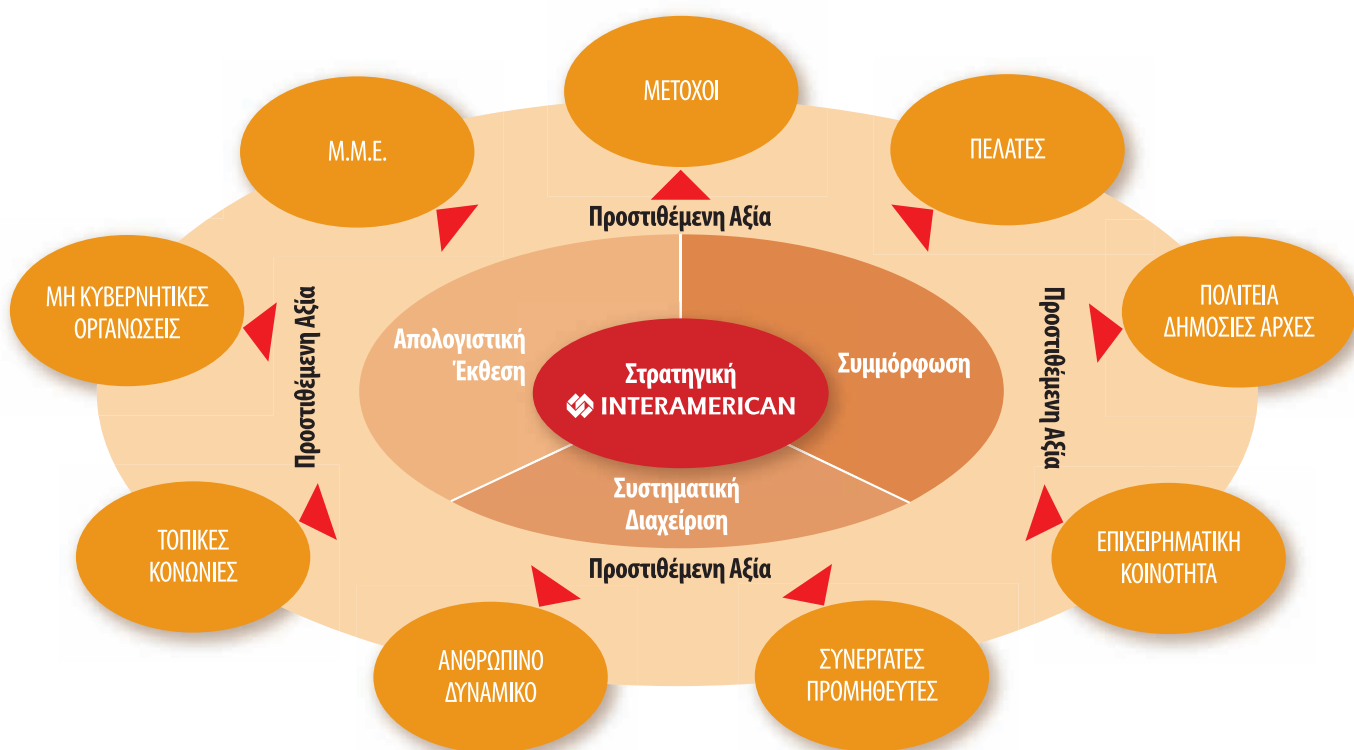 ΜΕΤΟΧΟΙ
Μ.Μ.Ε.
ΠΕΛΑΤΕΣ
Προστιθέμενη Αξία
ΜΗ ΚΥΒΕΡΝΗΤΙΚΕΣ
ΟΡΓΑΝΩΣΕΙΣ
Προστιθέμενη Αξία
Απολογιστική
Έκθεση
Στρατηγική
INTERAMERICAN
Συμμόρφωση
Προστιθέμενη Αξία
ΠΟΛΙΤΕΙΑ
ΔΗΜΟΣΙΕΣ ΑΡΧΕΣ
Συστηματική
Διαχείριση
ΤΟΠΙΚΕΣ
ΚΟΝΩΝΙΕΣ
Προστιθέμενη Αξία
ΕΠΙΧΕΙΡΗΜΑΤΙΚΗ
ΚΟΙΝΟΤΗΤΑ
ΑΝΘΡΩΠΙΝΟ
ΔΥΝΑΜΙΚΟ
ΣΥΝΕΡΓΑΤΕΣ
ΠΡΟΜΗΘΕΥΤΕΣ